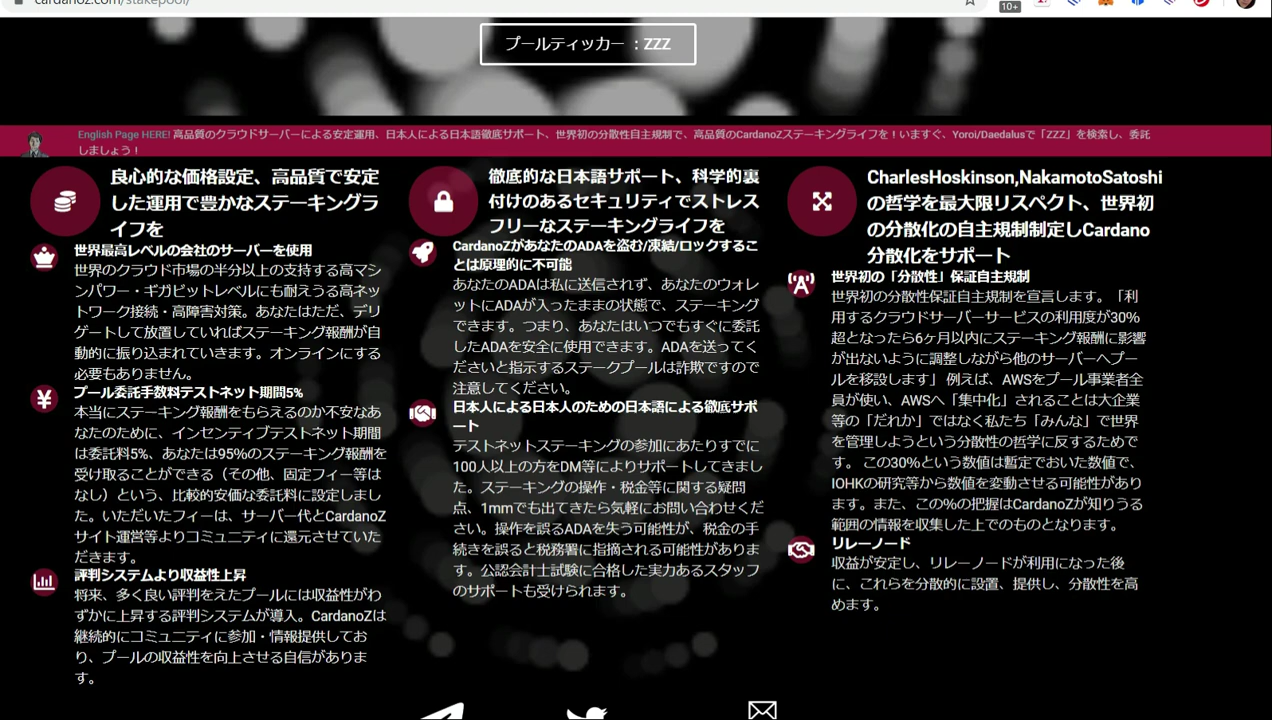 cardanoz.com/stakepool/
10+
プールティッカー ：ZZZ
English Page HERE! 高品質のクラウドサーバーによる安定運用、日本人による日本語徹底サポート、世界初の分散性自主規制で、高品質のCardanoZステーキングライフを！いますぐ、Yoroi/Daedalusで「ZZZ」を検索し、委託
しましょう！
良心的な価格設定、高品質で安定
した運用で豊かなステーキングラ
イフを
世界最高レベルの会社のサーバーを使用
世界のクラウド市場の半分以上の支持する高マシ
ンパワー・ギガビットレベルにも耐えうる高ネッ
トワーク接続・高障害対策。あなたはただ、デリ
ゲートして放置していればステーキング報酬が自
動的に振り込まれていきます。オンラインにする
必要もありません。
プール委託手数料テストネット期間5%
本当にステーキング報酬をもらえるのか不安なあ
なたのために、インセンティブテストネット期間
は委託料5%、あなたは95%のステーキング報酬を
受け取ることができる（その他、固定フィー等は
なし）という、比較的安価な委託料に設定しまし
た。いただいたフィーは、サーバー代とCardanoZ
サイト運営等よりコミュニティに還元させていた
だきます。
評判システムより収益性上昇
将来、多く良い評判をえたプールには収益性がわ
ずかに上昇する評判システムが導入。CardanoZは
継続的にコミュニティに参加・情報提供してお
り、プールの収益性を向上させる自信がありま
す。
徹底的な日本語サポート、科学的裏
付けのあるセキュリティでストレス
フリーなステーキングライフを
CardanoZがあなたのADAを盗む/凍結/ロックするこ
とは原理的に不可能
あなたのADAは私に送信されず、あなたのウォレ
ットにADAが入ったままの状態で、ステーキング
できます。つまり、あなたはいつでもすぐに委託
したADAを安全に使用できます。ADAを送ってく
ださいと指示するステークプールは詐欺ですので
注意してください。
日本人による日本人のための日本語による徹底サポ
ート
テストネットステーキングの参加にあたりすでに
100人以上の方をDM等によりサポートしてきまし
た。ステーキングの操作・税金等に関する疑問
点、1mmでも出てきたら気軽にお問い合わせくだ
さい。操作を誤るADAを失う可能性が、税金の手
続きを誤ると税務署に指摘される可能性がありま
す。公認会計士試験に合格した実力あるスタッフ
のサポートも受けられます。
CharlesHoskinson,NakamotoSatoshi
の哲学を最大限リスペクト、世界初
の分散化の自主規制制定しCardano
分散化をサポート
世界初の「分散性」保証自主規制
世界初の分散性保証自主規制を宣言します。「利
用するクラウドサーバーサービスの利用度が30%
超となったら6ヶ月以内にステーキング報酬に影響
が出ないように調整しながら他のサーバーへプー
ルを移設します」 例えば、AWSをプール事業者全
員が使い、AWSへ「集中化」されることは大企業
等の「だれか」ではなく私たち「みんな」で世界
を管理しようという分散性の哲学に反するためで
す。 この30%という数値は暫定でおいた数値で、
IOHKの研究等から数値を変動させる可能性があり
ます。また、この%の把握はCardanoZが知りうる
範囲の情報を収集した上でのものとなります。
リレーノード
収益が安定し、リレーノードが利用になった後
に、これらを分散的に設置、提供し、分散性を高
めます。